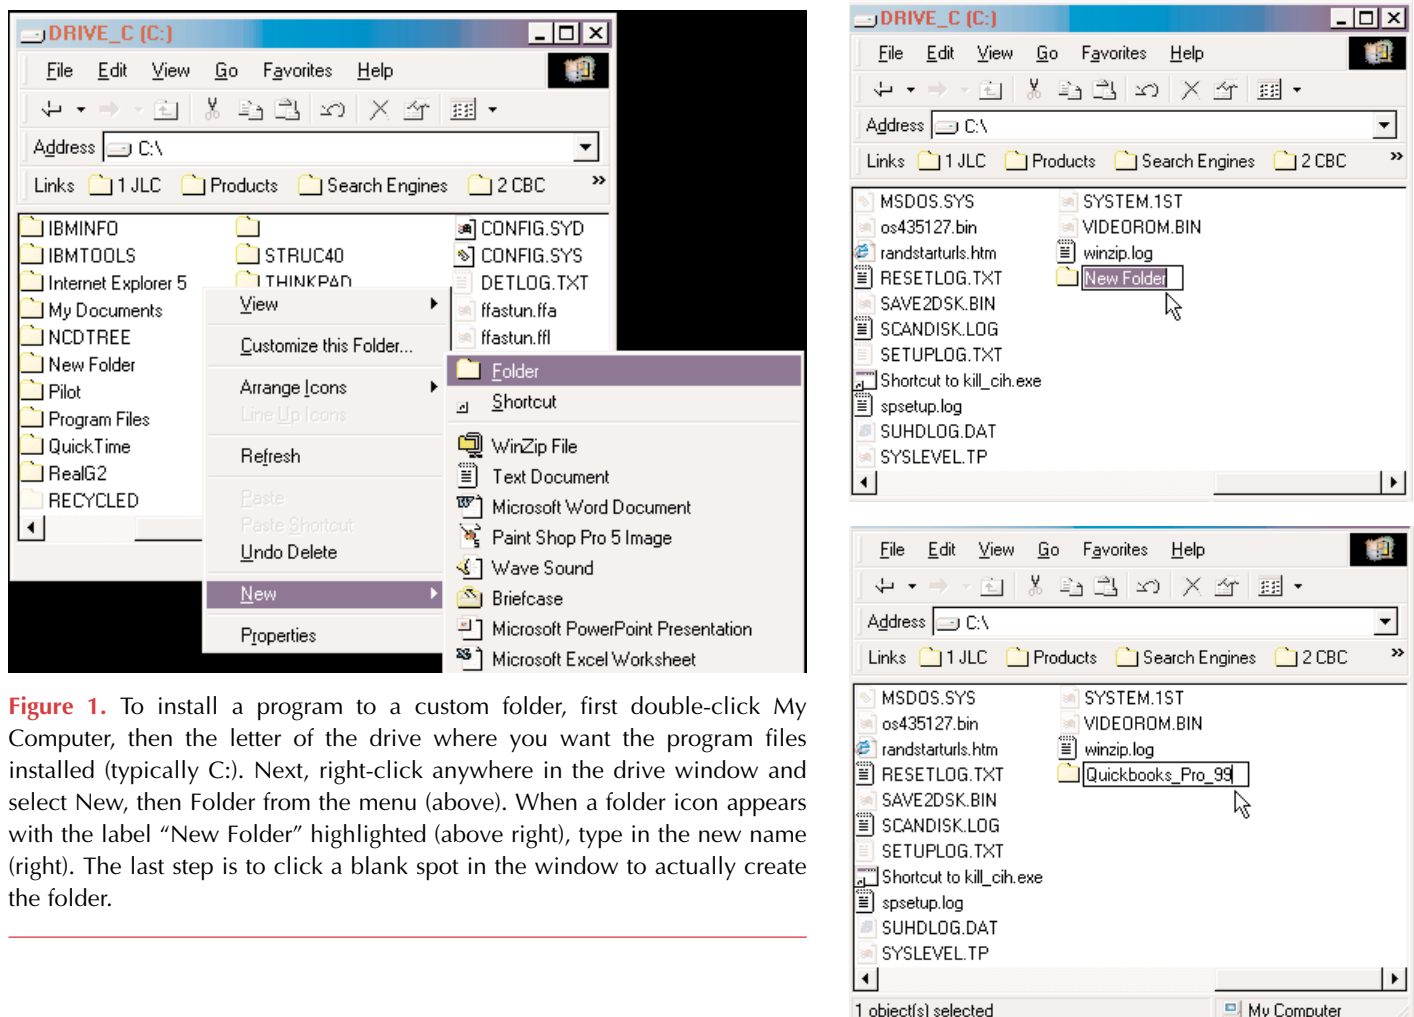 DRIVE_C (C:)
File Edit View Go Favorites Help
Address C:\
Links 1 JLC Products Search Engines 2 CBC »
IBMINFO
IBMTOOLS
Internet Explorer 5
My Documents
NCDTREE
New Folder
Pilot
Program Files
QuickTime
RealG2
RECYCLED
STRUC40
THINKPAD
CONFIG.SYD
CONFIG.SYS
DETLOG.TXT
ffastun.ffa
ffastun.ffl
View
Customize this Folder...
Arrange Icons
Line Up Icons
Refresh
Paste
Paste Shortcut
Undo Delete
New
Properties
Folder
Shortcut
WinZip File
Text Document
Microsoft Word Document
Paint Shop Pro 5 Image
Wave Sound
Briefcase
Microsoft PowerPoint Presentation
Microsoft Excel Worksheet
Figure 1. To install a program to a custom folder, first double-click My
Computer, then the letter of the drive where you want the program files
installed (typically C:). Next, right-click anywhere in the drive window and
select New, then Folder from the menu (above). When a folder icon appears
with the label “New Folder” highlighted (above right), type in the new name
(right). The last step is to click a blank spot in the window to actually create
the folder.
DRIVE_C (C:)
File Edit View Go Favorites Help
Address C:\
Links 1 JLC Products Search Engines 2 CBC »
MSDOS.SYS
os435127.bin
randstarturls.htm
RESETLOG.TXT
SAVE2DSK.BIN
SCANDISK.LOG
SETUPLOG.TXT
Shortcut to kill_cih.exe
spsetup.log
SUHDLOG.DAT
SYSLEVEL.TP
SYSTEM.1ST
VIDEOROM.BIN
winzip.log
New Folder
File Edit View Go Favorites Help
Address C:\
Links 1 JLC Products Search Engines 2 CBC »
MSDOS.SYS
os435127.bin
randstarturls.htm
RESETLOG.TXT
SAVE2DSK.BIN
SCANDISK.LOG
SETUPLOG.TXT
Shortcut to kill_cih.exe
spsetup.log
SUHDLOG.DAT
SYSLEVEL.TP
SYSTEM.1ST
VIDEOROM.BIN
winzip.log
Quickbooks_Pro_99
1 object(s) selected My Computer